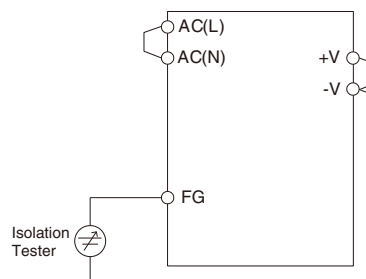 AC(L)
AC(N)
+V
-V
FG
Isolation
Tester